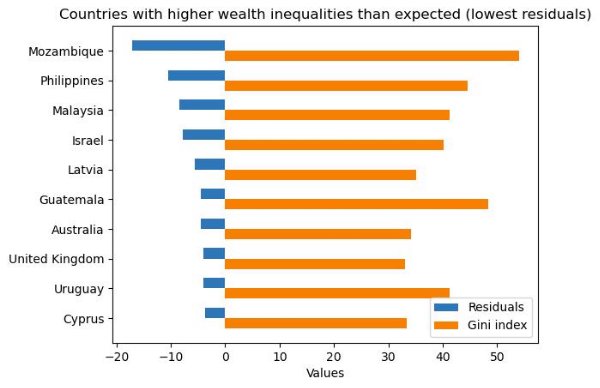 Countries with higher wealth inequalities than expected (lowest residuals)
Mozambique
Philippines
Malaysia
Israel
Latvia
Guatemala
Australia
United Kingdom
Uruguay
Cyprus
Residuals
Gini index
−20 −10 0 10 20 30 40 50
Values